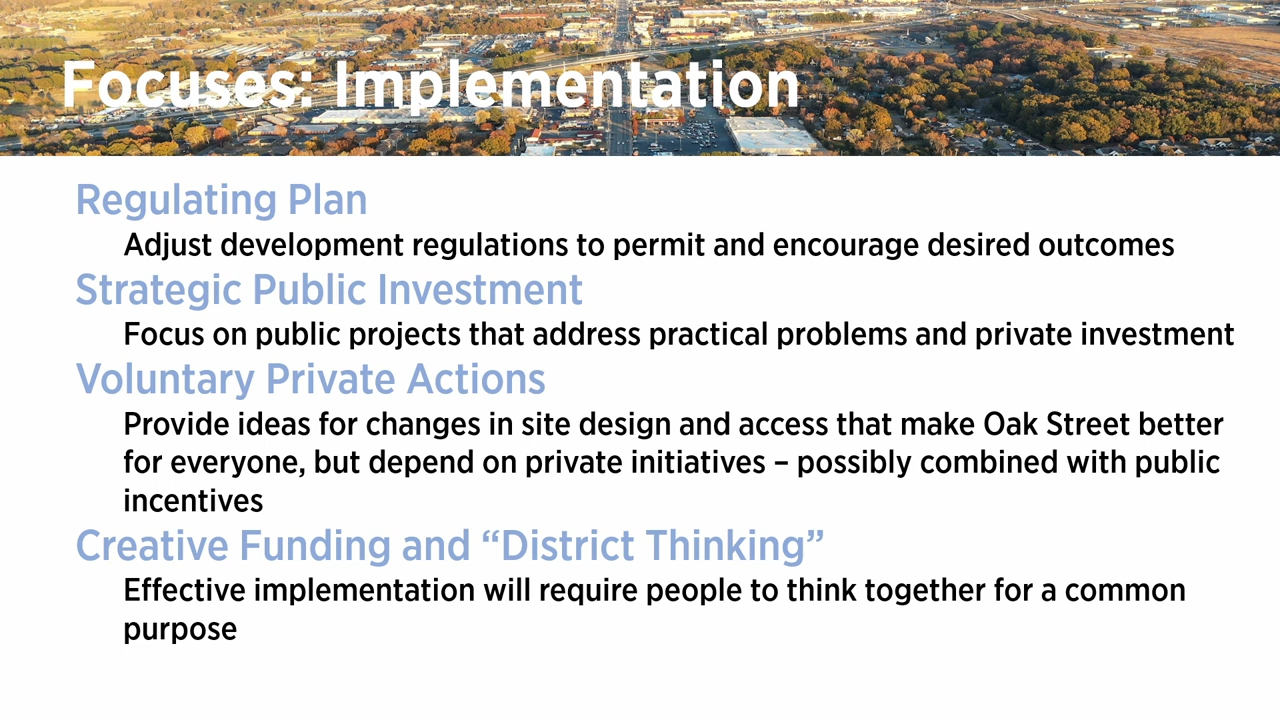 Focuses: Implementation
Regulating Plan
Adjust development regulations to permit and encourage desired outcomes
Strategic Public Investment
Focus on public projects that address practical problems and private investment
Voluntary Private Actions
Provide ideas for changes in site design and access that make Oak Street better
for everyone, but depend on private initiatives – possibly combined with public
incentives
Creative Funding and “District Thinking”
Effective implementation will require people to think together for a common
purpose